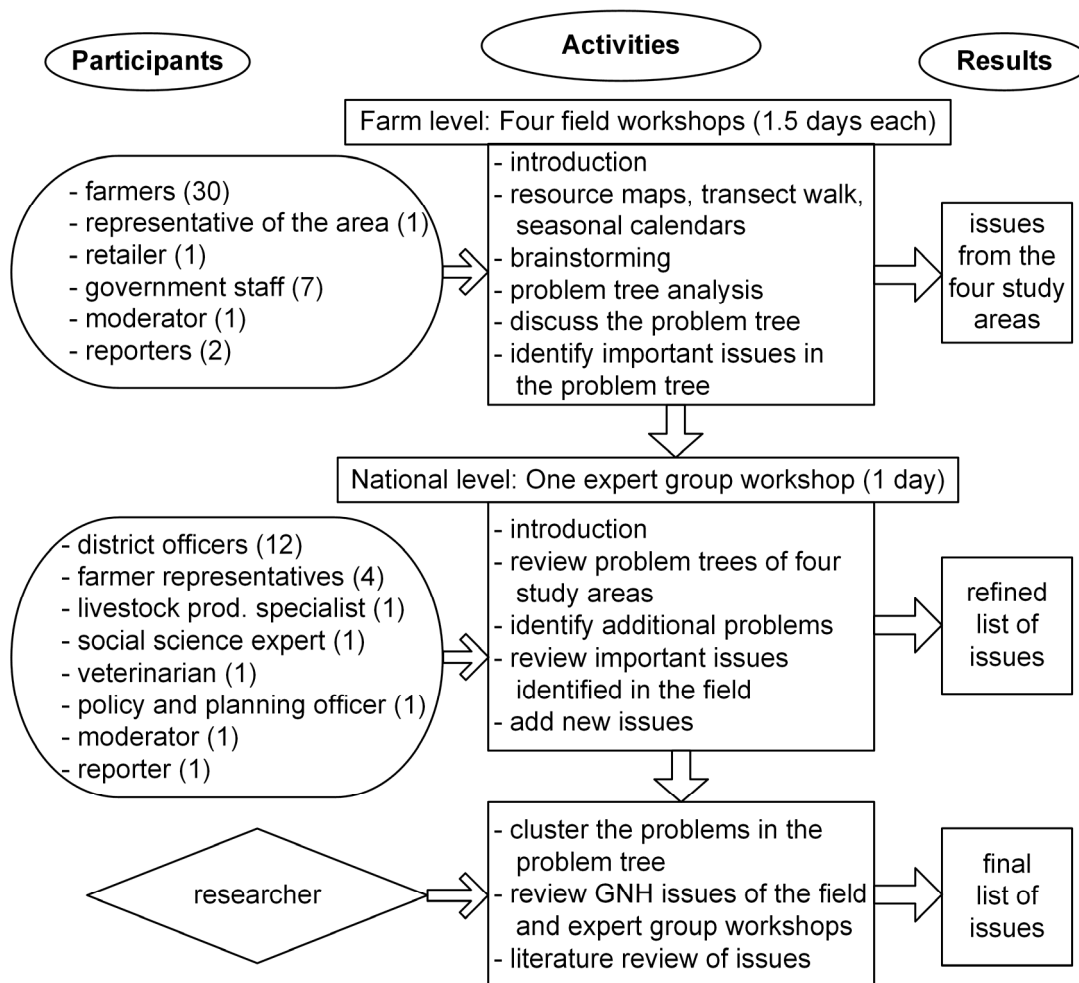 Participants
Activities
Results
Farm level: Four field workshops (1.5 days each)
- farmers (30)
- representative of the area (1)
- retailer (1)
- government staff (7)
- moderator (1)
- reporters (2)
- introduction
- resource maps, transect walk,
seasonal calendars
- brainstorming
- problem tree analysis
- discuss the problem tree
- identify important issues in
the problem tree
issues
from the
four study
areas
National level: One expert group workshop (1 day)
- district officers (12)
- farmer representatives (4)
- livestock prod. specialist (1)
- social science expert (1)
- veterinarian (1)
- policy and planning officer (1)
- moderator (1)
- reporter (1)
- introduction
- review problem trees of four
study areas
- identify additional problems
- review important issues
identified in the field
- add new issues
refined
list of
issues
researcher
- cluster the problems in the
problem tree
- review GNH issues of the field
and expert group workshops
- literature review of issues
final
list of
issues